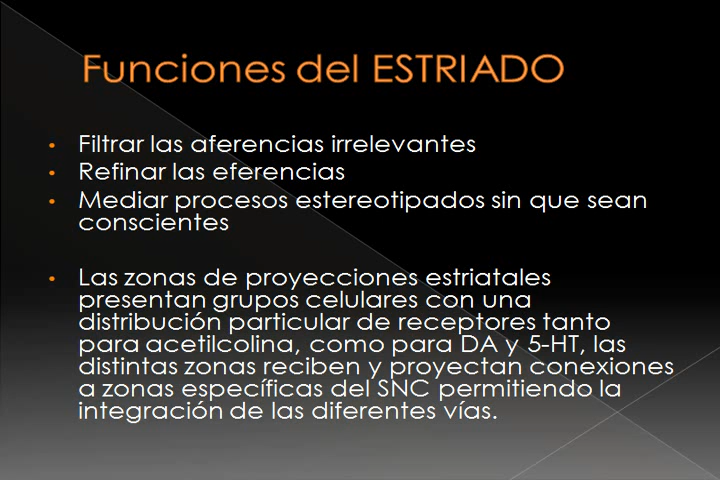 Funciones del ESTRIADO
• Filtrar las aferencias irrelevantes
• Refinar las eferencias
• Mediar procesos estereotipados sin que sean
conscientes
• Las zonas de proyecciones estriatales
presentan grupos celulares con una
distribución particular de receptores tanto
para acetilcolina, como para DA y 5-HT, las
distintas zonas reciben y proyectan conexiones
a zonas específicas del SNC permitiendo la
integración de las diferentes vías.